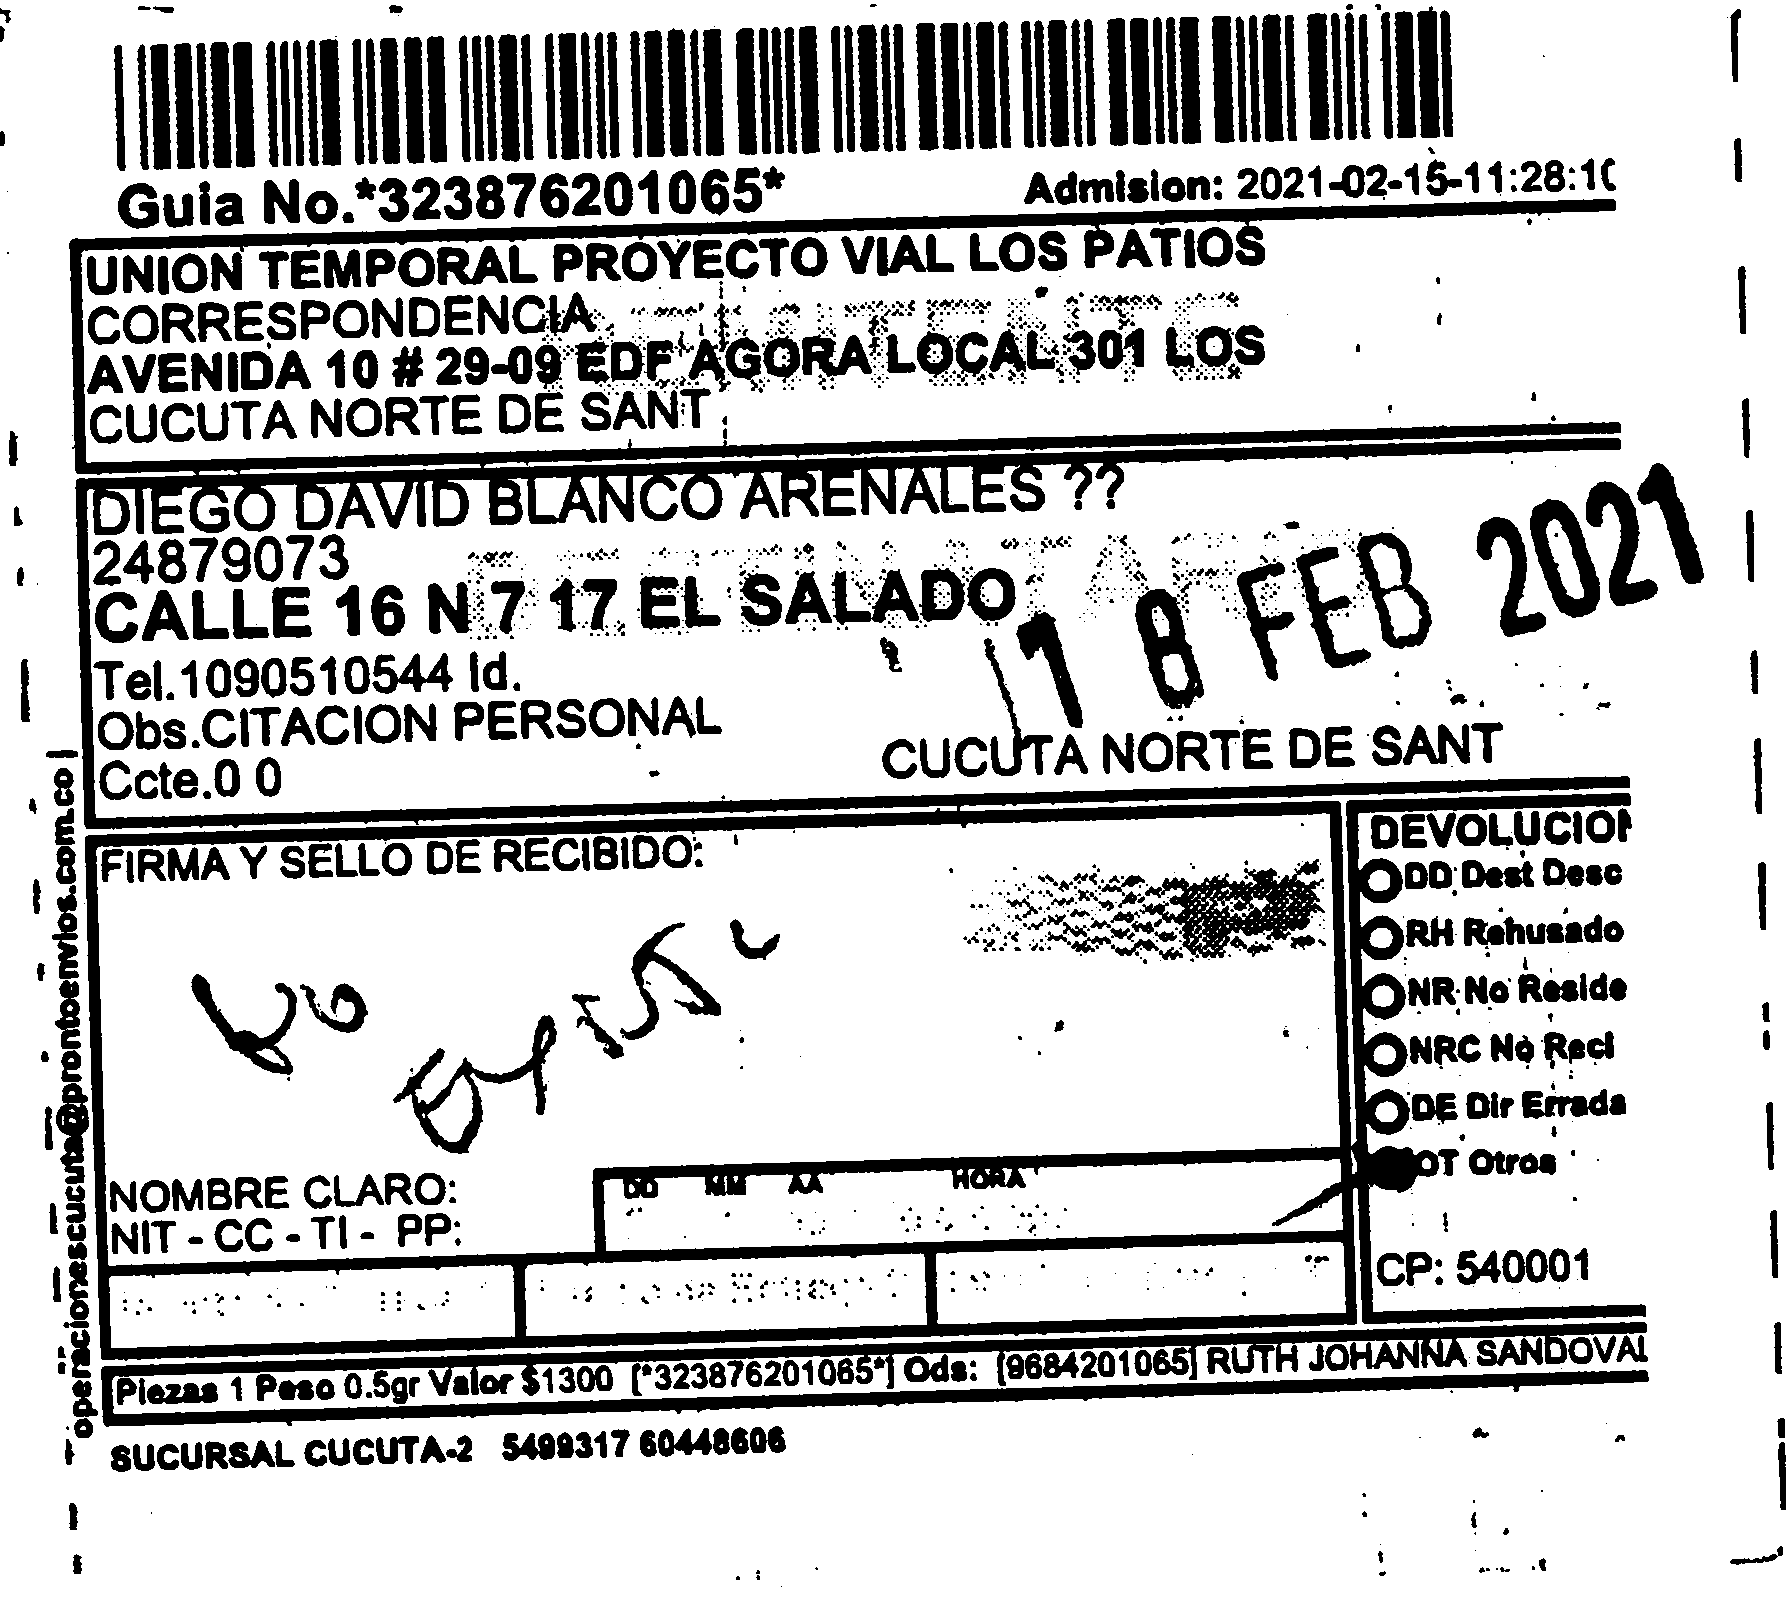 Guia No.*323876201065*
Admision: 2021-02-15-11:28:10
UNION TEMPORAL PROYECTO VIAL LOS PATIOS
CORRESPONDENCIA
REMITENTE
AVENIDA 10 # 29-09 EDF AGORA LOCAL 301 LOS
CUCUTA NORTE DE SANT
DIEGO DAVID BLANCO ARENALES ??
24879073
DESTINATARIO
CALLE 16 N 7 17 EL SALADO
18 FEB 2021
Tel.1090510544 Id.
Obs.CITACION PERSONAL
Ccte.0 0
CUCUTA NORTE DE SANT
FIRMA Y SELLO DE RECIBIDO:
No
Existe
NOMBRE CLARO:
NIT - CC - TI - PP:
DD MM AA HORA
DEVOLUCION
DD Dest Desc
RH Rehusado
NR No Reside
NRC No Reci
DE Dir Errada
OT Otros
CP: 540001
Piezas 1 Peso 0.5gr Valor $1300 [*323876201065*] Ods: [9684201065] RUTH JOHANNA SANDOVAL
SUCURSAL CUCUTA-2 5499317 60448606
operacionescucuta@prontoenvios.com.co |